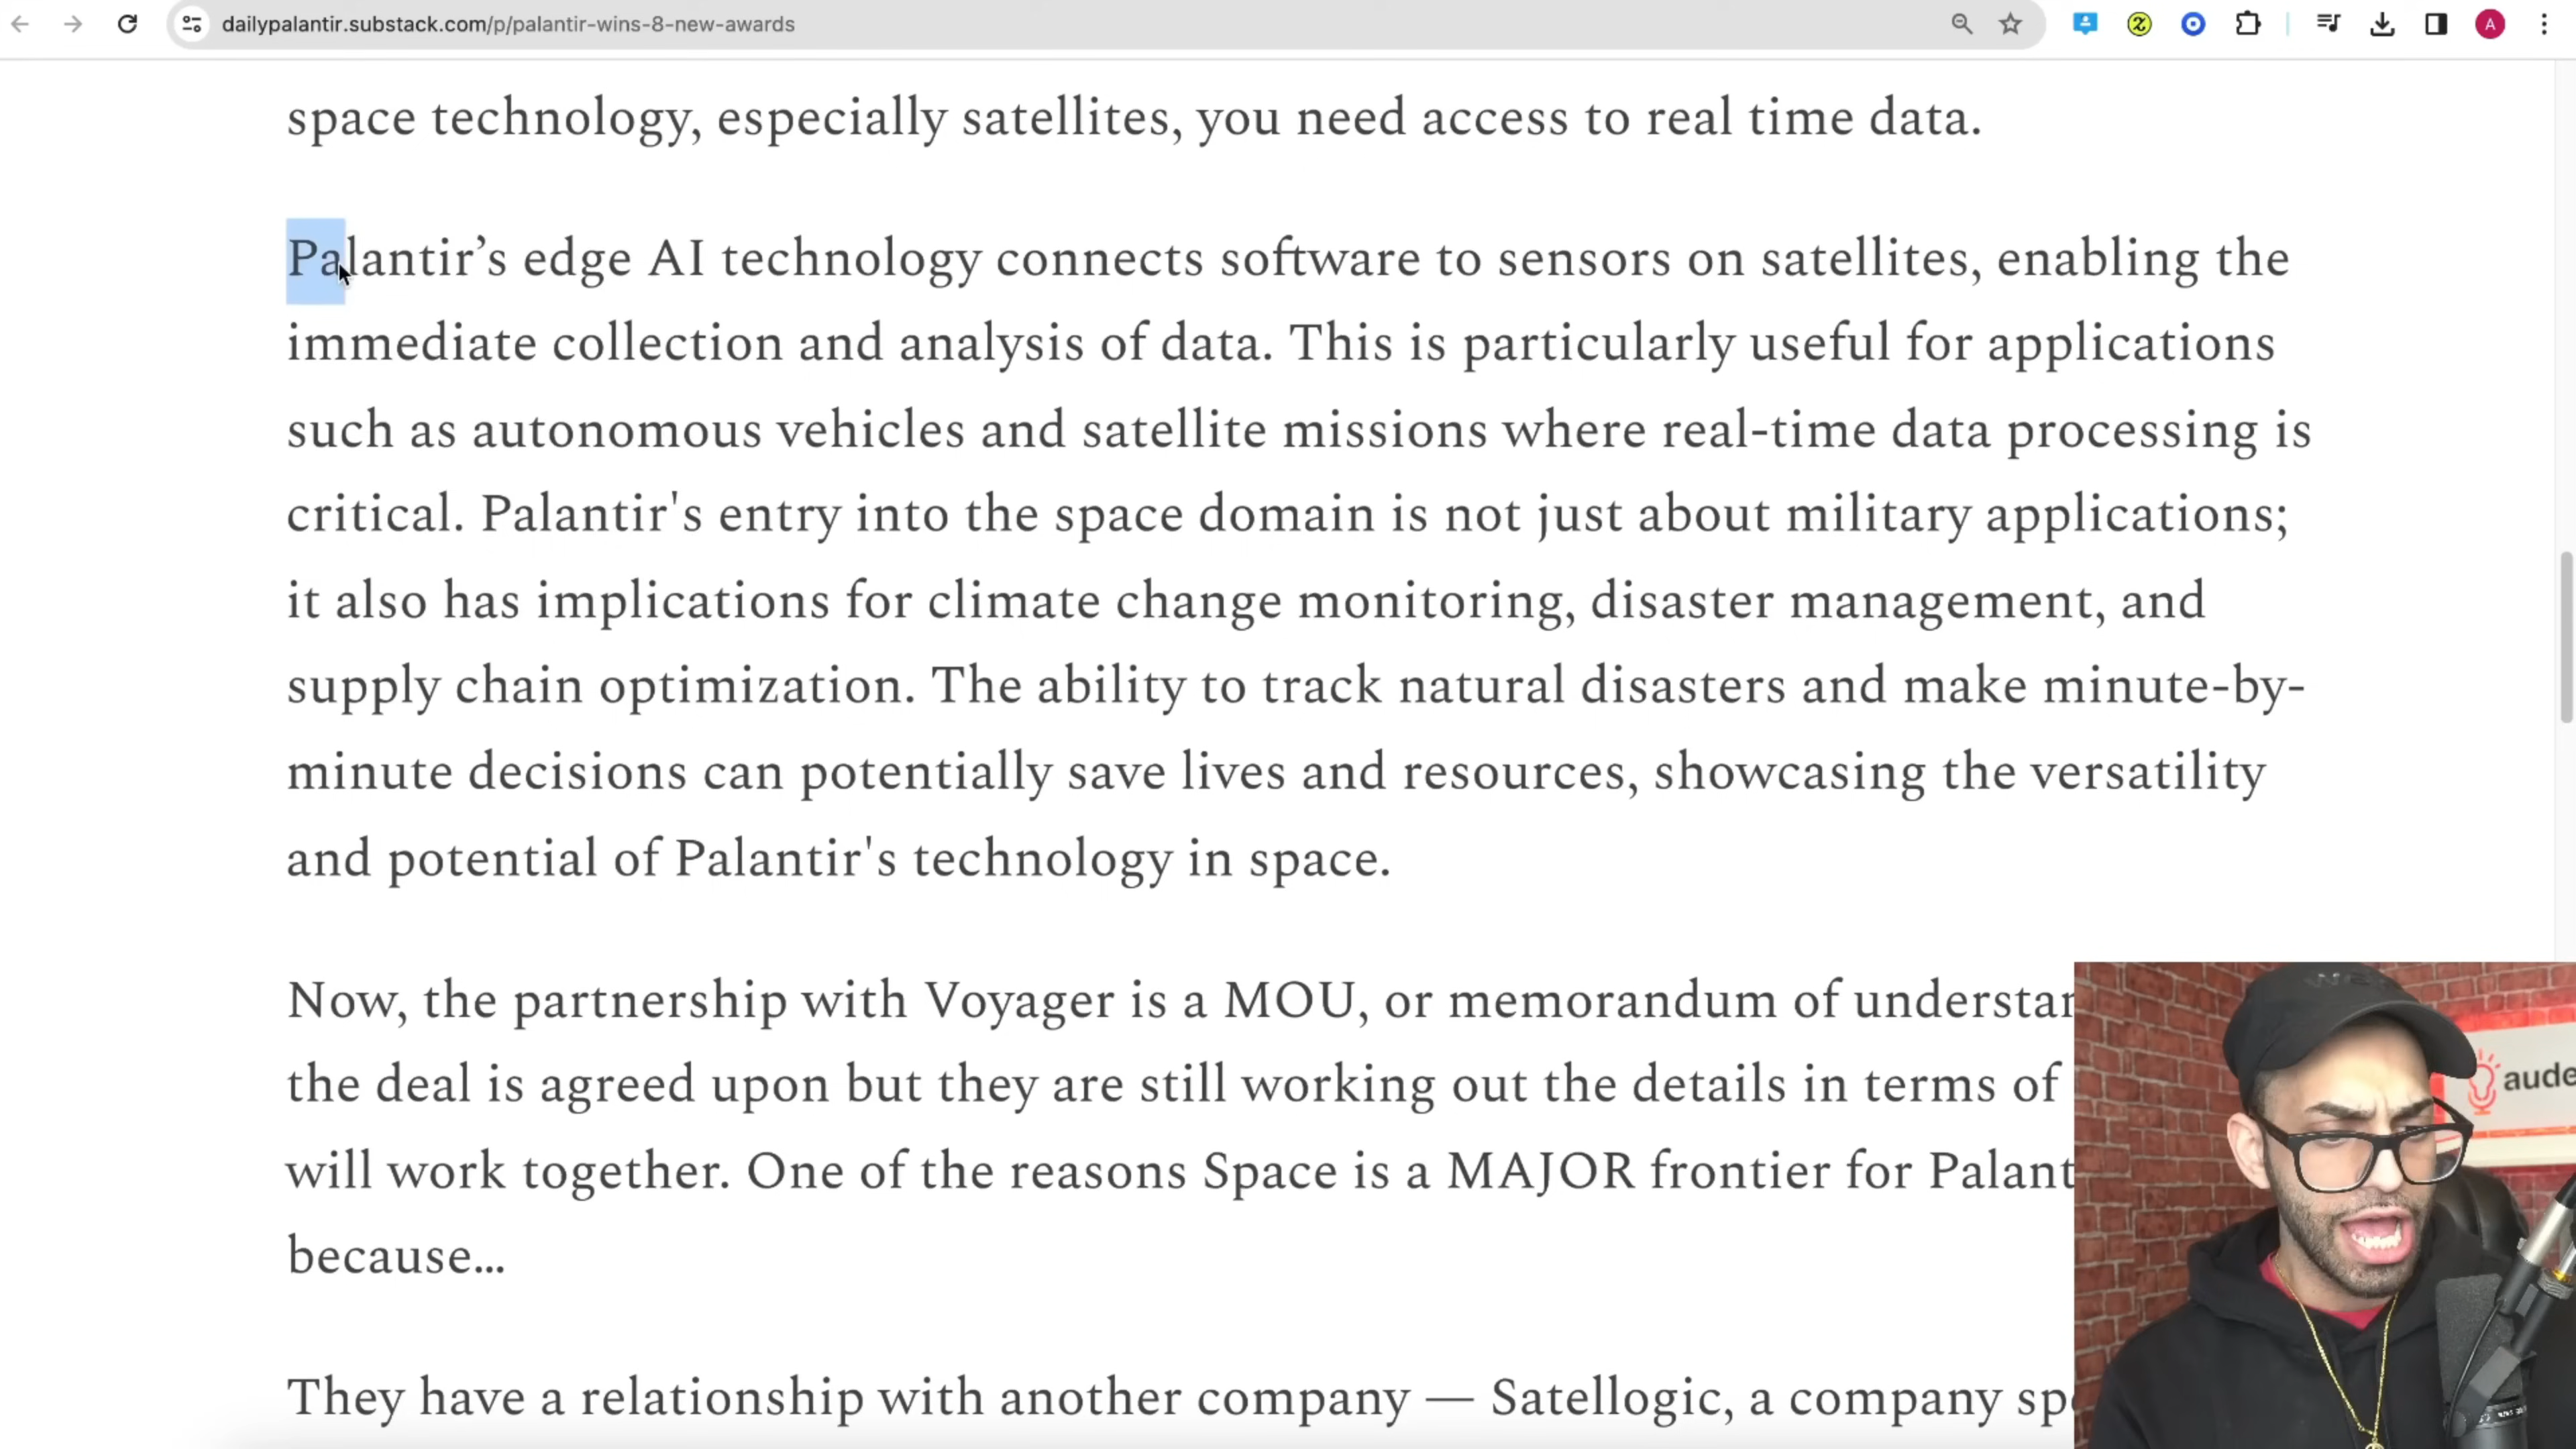 dailypalantir.substack.com/p/palantir-wins-8-new-awards
A
space technology, especially satellites, you need access to real time data.
Palantir’s edge AI technology connects software to sensors on satellites, enabling the
immediate collection and analysis of data. This is particularly useful for applications
such as autonomous vehicles and satellite missions where real-time data processing is
critical. Palantir's entry into the space domain is not just about military applications;
it also has implications for climate change monitoring, disaster management, and
supply chain optimization. The ability to track natural disasters and make minute-by-
minute decisions can potentially save lives and resources, showcasing the versatility
and potential of Palantir's technology in space.
Now, the partnership with Voyager is a MOU, or memorandum of understan
the deal is agreed upon but they are still working out the details in terms of
will work together. One of the reasons Space is a MAJOR frontier for Palant
because…
They have a relationship with another company — Satellogic, a company sp
aude